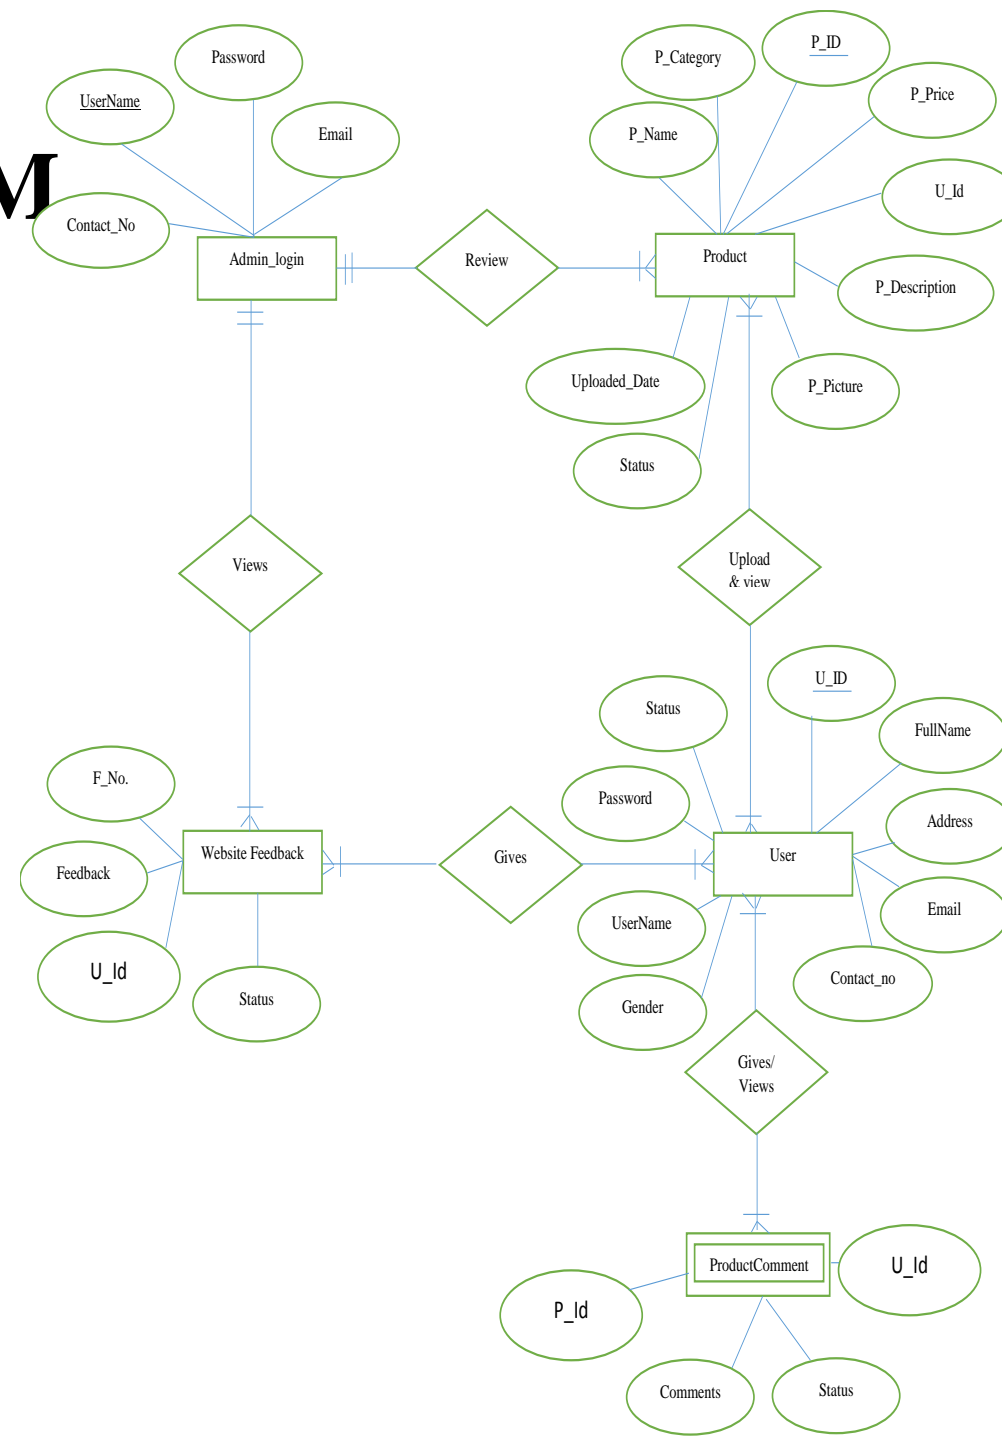 Password
P_ID
P_Category
UserName
P_Price
Email
P_Name
M
U_Id
Contact_No
Admin_login
Review
Product
P_Description
Uploaded_Date
P_Picture
Status
Views
Upload
& view
U_ID
Status
FullName
F_No.
Password
Address
Website Feedback
Gives
User
Feedback
Email
UserName
U_Id
Contact_no
Status
Gender
Gives/
Views
ProductComment
U_Id
P_Id
Comments
Status